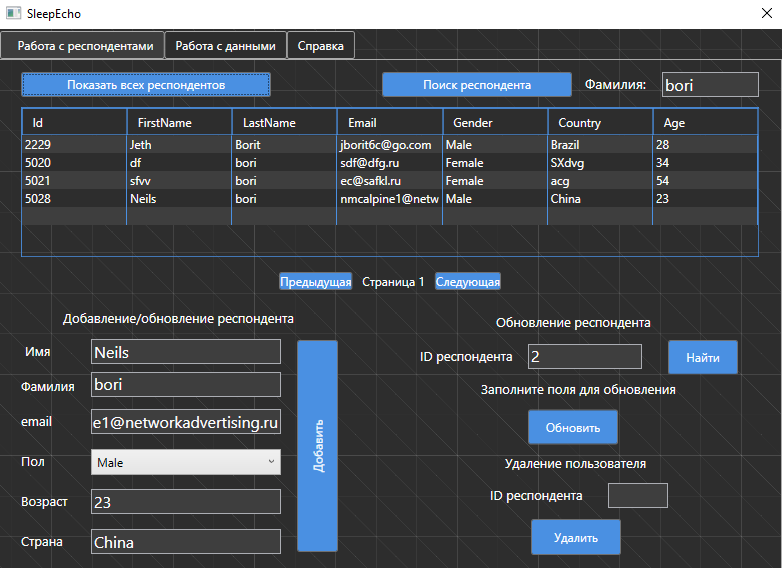 SleepEcho
Работа с респондентами Работа с данными Справка
Показать всех респондентов Поиск респондента Фамилия: bori
Id FirstName LastName Email Gender Country Age
2229 Jeth Borit jborit6c@go.com Male Brazil 28
5020 df bori sdf@dfg.ru Female SXdvg 34
5021 sfvv bori ec@safkl.ru Female acg 54
5028 Neils bori nmcalpine1@netw Male China 23
Предыдущая Страница 1 Следующая
Добавление/обновление респондента
Имя Neils
Фамилия bori
email e1@networkadvertising.ru
Пол Male
Возраст 23
Страна China
Добавить
Обновление респондента
ID респондента 2 Найти
Заполните поля для обновления
Обновить
Удаление пользователя
ID респондента
Удалить